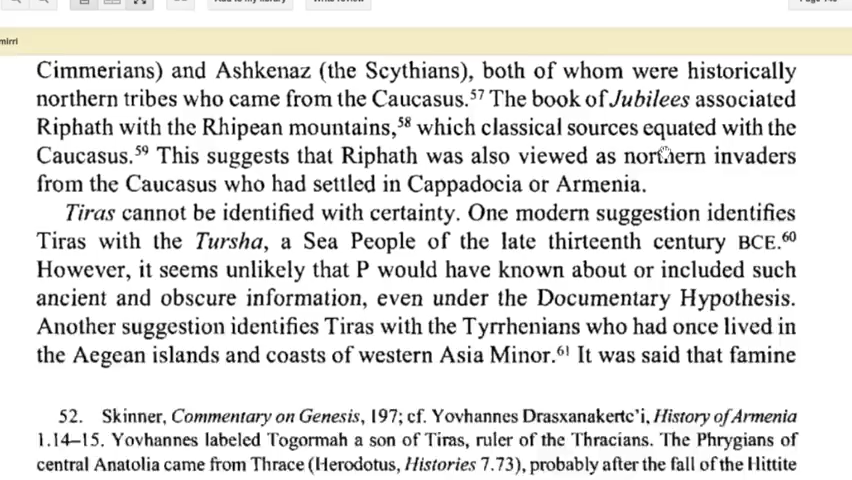 Add to my library
Write review
mirri
Cimmerians) and Ashkenaz (the Scythians), both of whom were historically
northern tribes who came from the Caucasus.⁵⁷ The book of Jubilees associated
Riphath with the Rhipean mountains,⁵⁸ which classical sources equated with the
Caucasus.⁵⁹ This suggests that Riphath was also viewed as northern invaders
from the Caucasus who had settled in Cappadocia or Armenia.
Tiras cannot be identified with certainty. One modern suggestion identifies
Tiras with the Tursha, a Sea People of the late thirteenth century BCE.⁶⁰
However, it seems unlikely that P would have known about or included such
ancient and obscure information, even under the Documentary Hypothesis.
Another suggestion identifies Tiras with the Tyrrhenians who had once lived in
the Aegean islands and coasts of western Asia Minor.⁶¹ It was said that famine
52. Skinner, Commentary on Genesis, 197; cf. Yovhannes Drasxanakertc'i, History of Armenia
1.14–15. Yovhannes labeled Togormah a son of Tiras, ruler of the Thracians. The Phrygians of
central Anatolia came from Thrace (Herodotus, Histories 7.73), probably after the fall of the Hittite